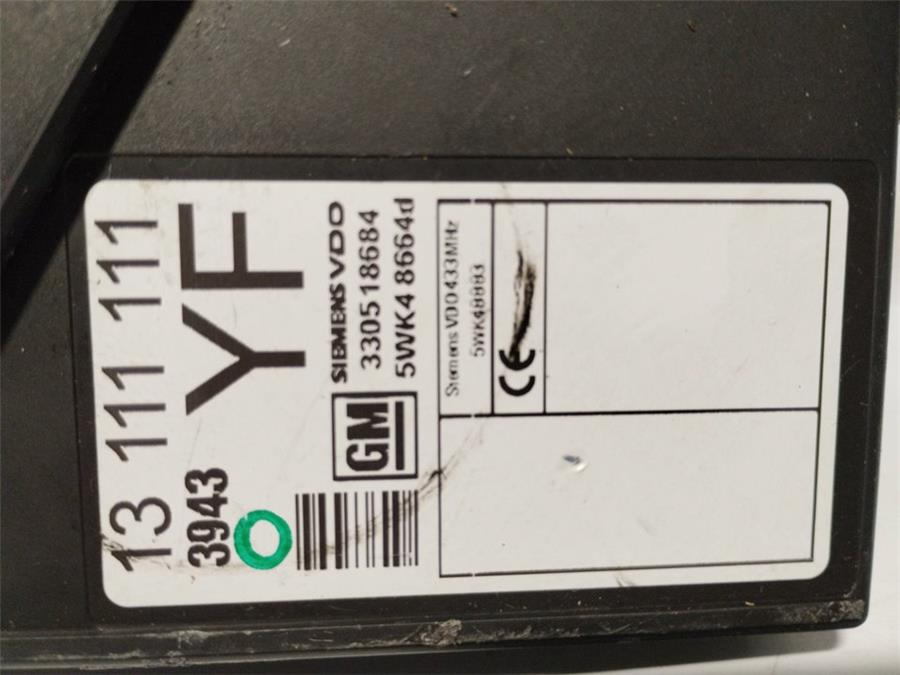 13 111 111
3943 YF
SIEMENS VDO
330518684
GM
5WK4 8664d
Siemens VDO 433MHz
5WK48883
CE